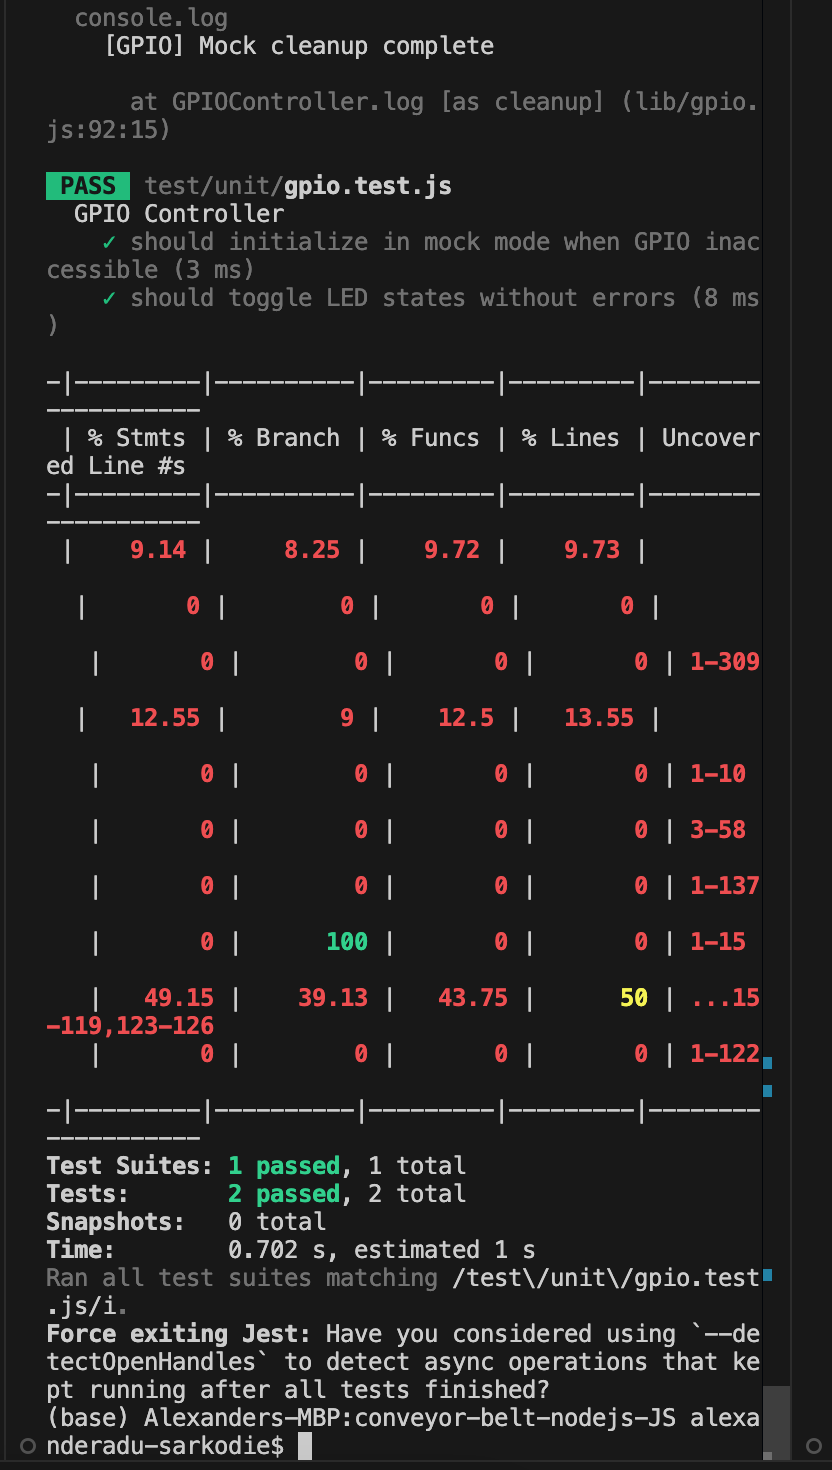 console.log
[GPIO] Mock cleanup complete
at GPIOController.log [as cleanup] (lib/gpio.
js:92:15)
PASS test/unit/gpio.test.js
GPIO Controller
✓ should initialize in mock mode when GPIO inac
cessible (3 ms)
✓ should toggle LED states without errors (8 ms
)
-|---------|----------|---------|---------|--------
-----------
| % Stmts | % Branch | % Funcs | % Lines | Uncover
ed Line #s
-|---------|----------|---------|---------|--------
-----------
| 9.14 | 8.25 | 9.72 | 9.73 |
| 0 | 0 | 0 | 0 |
| 0 | 0 | 0 | 0 | 1-309
| 12.55 | 9 | 12.5 | 13.55 |
| 0 | 0 | 0 | 0 | 1-10
| 0 | 0 | 0 | 0 | 3-58
| 0 | 0 | 0 | 0 | 1-137
| 0 | 100 | 0 | 0 | 1-15
| 49.15 | 39.13 | 43.75 | 50 | ...15
-119,123-126
| 0 | 0 | 0 | 0 | 1-122
-|---------|----------|---------|---------|--------
-----------
Test Suites: 1 passed, 1 total
Tests: 2 passed, 2 total
Snapshots: 0 total
Time: 0.702 s, estimated 1 s
Ran all test suites matching /test\/unit\/gpio.test
.js/i.
Force exiting Jest: Have you considered using `--de
tectOpenHandles` to detect async operations that ke
pt running after all tests finished?
(base) Alexanders-MBP:conveyor-belt-nodejs-JS alexa
nderadu-sarkodie$